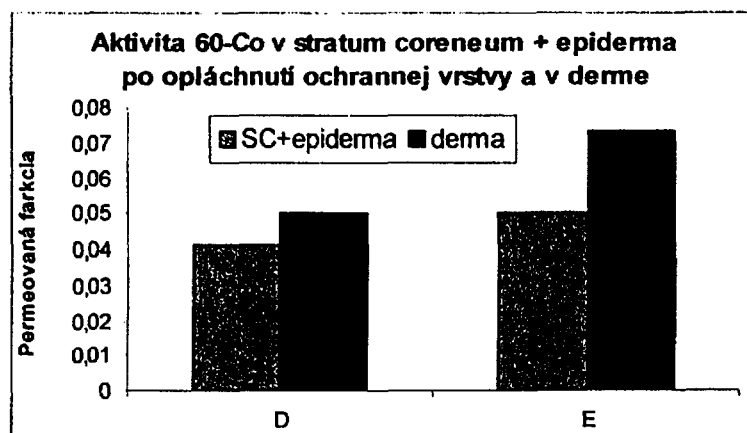 Aktivita 60-Co v stratum coreneum + epiderma
po opláchnutí ochrannej vrstvy a v derme
SC+epiderma derma
Permeovaná farkcia
0,08
0,07
0,06
0,05
0,04
0,03
0,02
0,01
0
D E